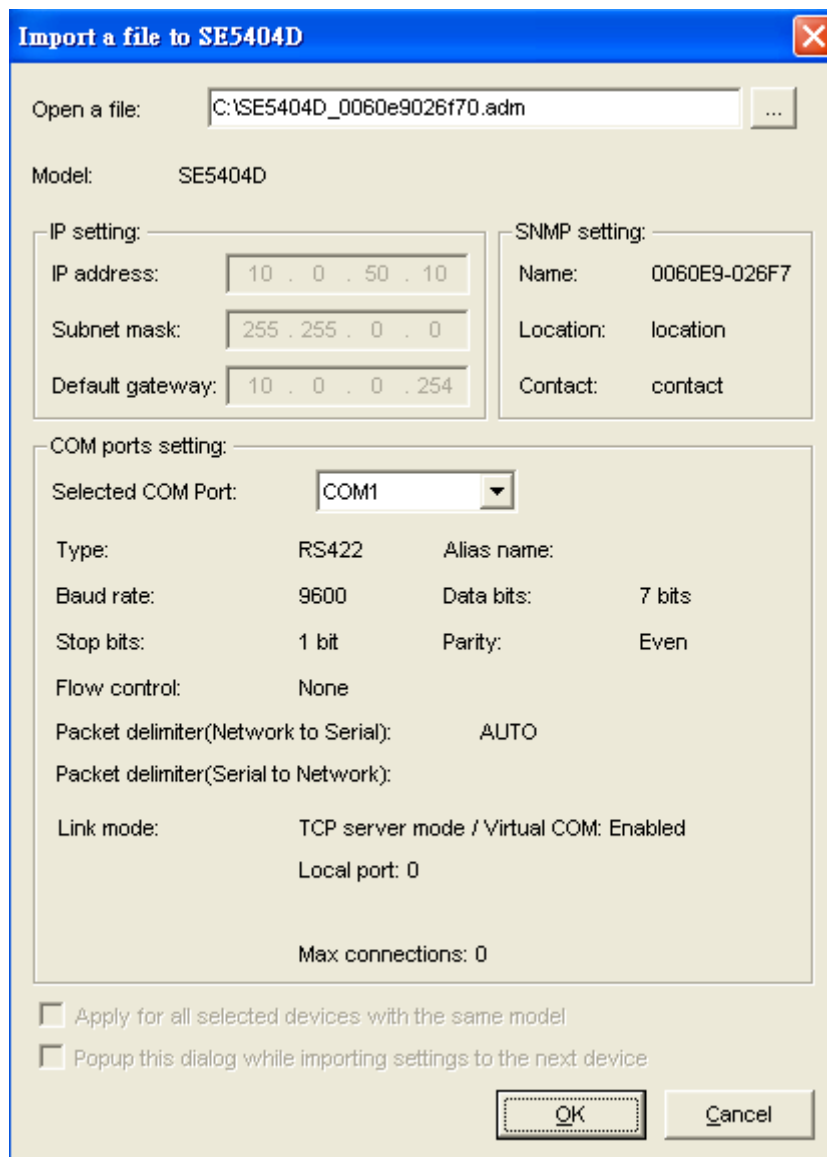 Import a file to SE5404D
Open a file: C:\SE5404D_0060e9026f70.adm ...
Model: SE5404D
IP setting:
IP address: 10 . 0 . 50 . 10
Subnet mask: 255 . 255 . 0 . 0
Default gateway: 10 . 0 . 0 . 254
SNMP setting:
Name: 0060E9-026F7
Location: location
Contact: contact
COM ports setting:
Selected COM Port: COM1
Type: RS422 Alias name:
Baud rate: 9600 Data bits: 7 bits
Stop bits: 1 bit Parity: Even
Flow control: None
Packet delimiter(Network to Serial): AUTO
Packet delimiter(Serial to Network):
Link mode: TCP server mode / Virtual COM: Enabled
Local port: 0
Max connections: 0
Apply for all selected devices with the same model
Popup this dialog while importing settings to the next device
OK Cancel